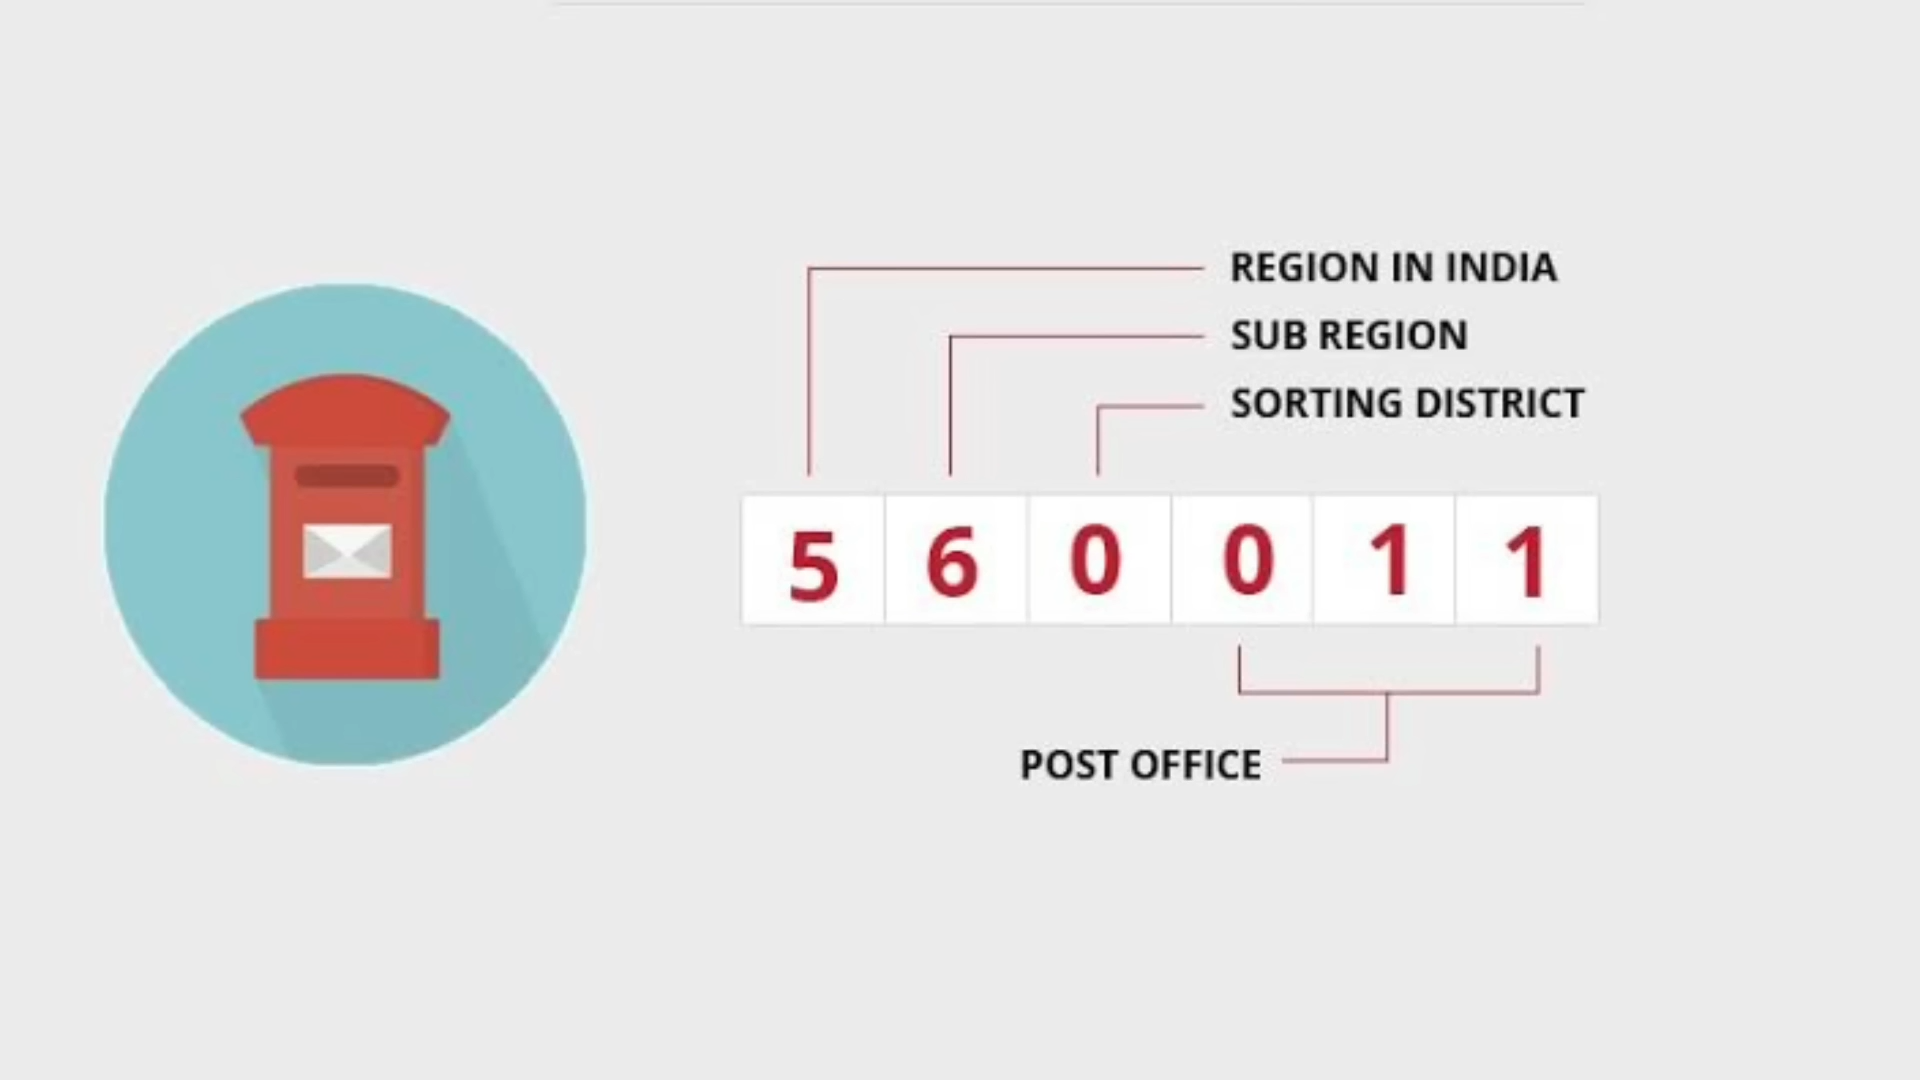 REGION IN INDIA
SUB REGION
SORTING DISTRICT
5 6 0 0 1 1
POST OFFICE